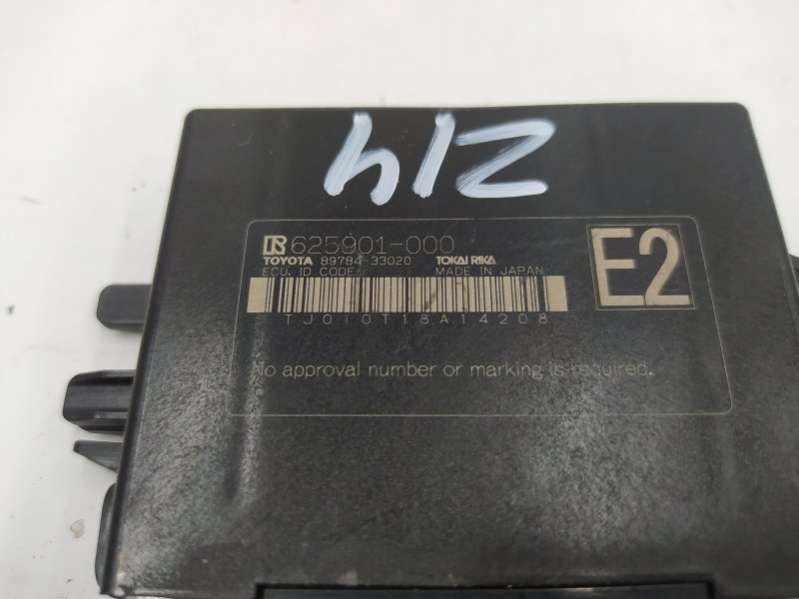 214
625901-000
TOYOTA 89784-33020 TOKAI RIKA
ECU, ID CODE MADE IN JAPAN
E2
TJ010T18A14208
No approval number or marking is required.